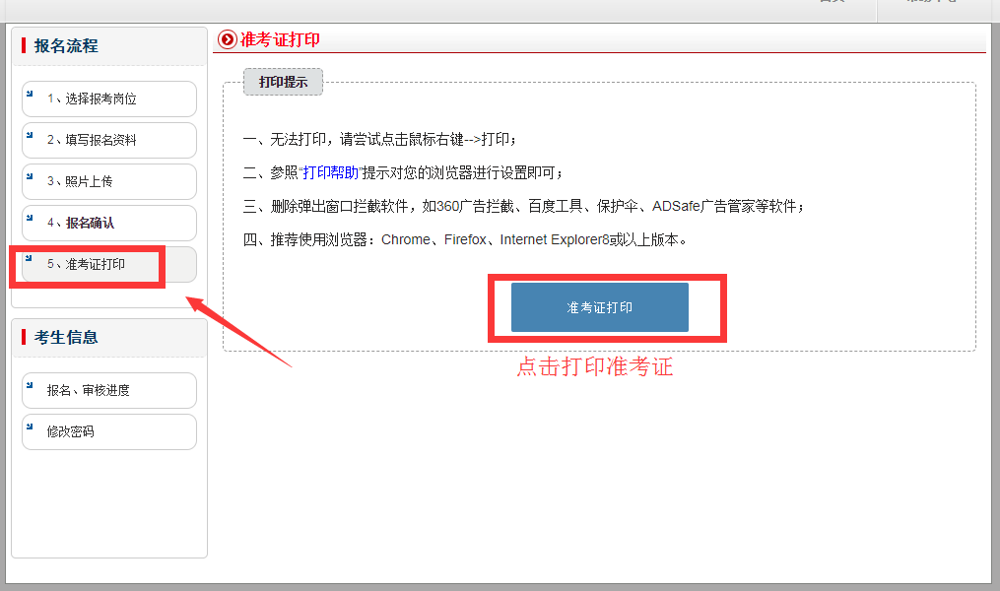 报名流程
1、选择报考岗位
2、填写报名资料
3、照片上传
4、报名确认
5、准考证打印
考生信息
报名、审核进度
修改密码
准考证打印
打印提示
一、无法打印，请尝试点击鼠标右键-->打印；
二、参照“打印帮助”提示对您的浏览器进行设置即可；
三、删除弹出窗口拦截软件，如360广告拦截、百度工具、保护伞、ADSafe广告管家等软件；
四、推荐使用浏览器：Chrome、Firefox、Internet Explorer8或以上版本。
准考证打印
点击打印准考证